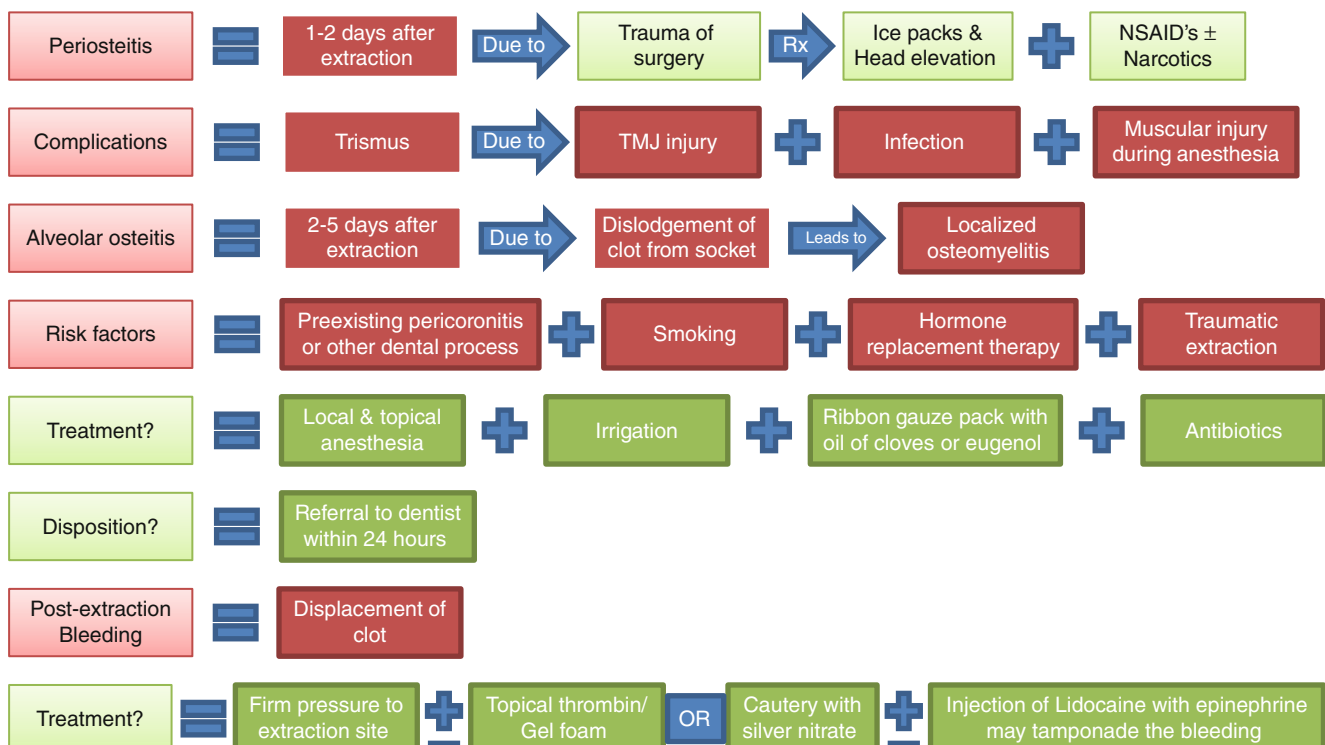 Periosteitis
1-2 days after
extraction
Due to
Trauma of
surgery
Rx
Ice packs &
Head elevation
NSAID's ±
Narcotics
Complications
Trismus
Due to
TMJ injury
Infection
Muscular injury
during anesthesia
Alveolar osteitis
2-5 days after
extraction
Due to
Dislodgement of
clot from socket
Leads to
Localized
osteomyelitis
Risk factors
Preexisting pericoronitis
or other dental process
Smoking
Hormone
replacement therapy
Traumatic
extraction
Treatment?
Local & topical
anesthesia
Irrigation
Ribbon gauze pack with
oil of cloves or eugenol
Antibiotics
Disposition?
Referral to dentist
within 24 hours
Post-extraction
Bleeding
Displacement of
clot
Treatment?
Firm pressure to
extraction site
Topical thrombin/
Gel foam
OR
Cautery with
silver nitrate
Injection of Lidocaine with epinephrine
may tamponade the bleeding